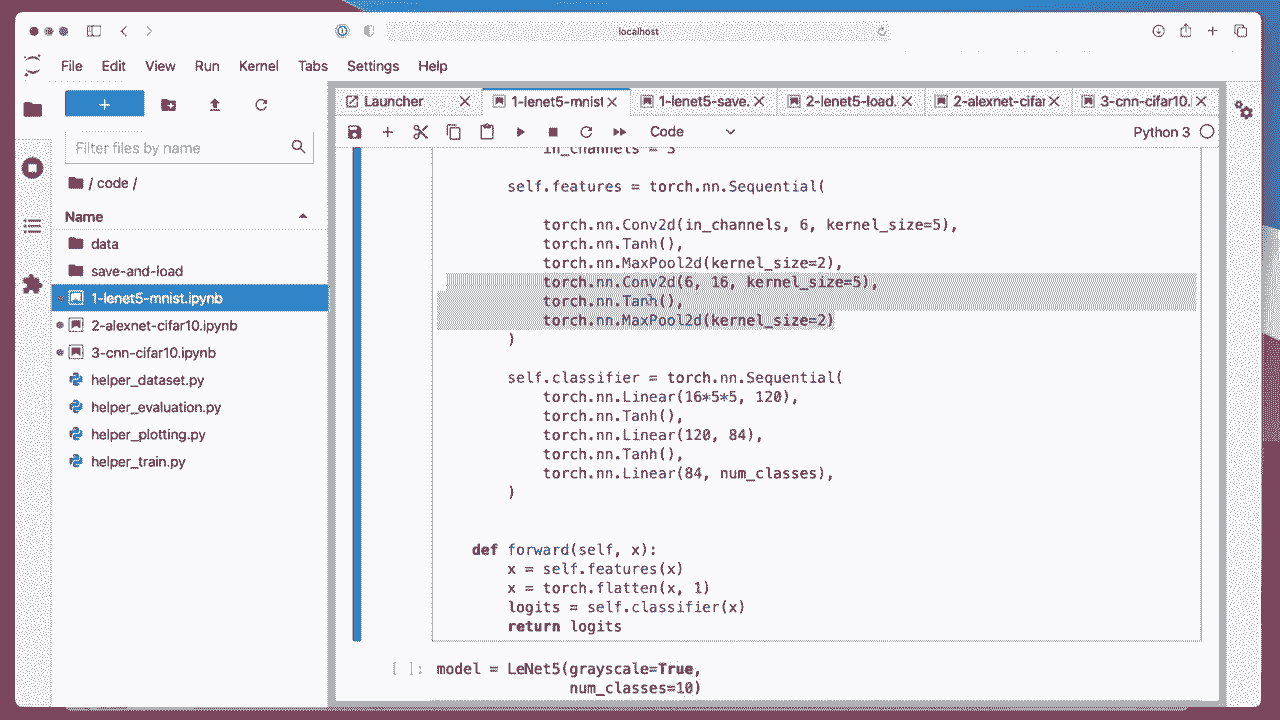 localhost
File Edit View Run Kernel Tabs Settings Help
Launcher 1-lenet5-mnist 1-lenet5-save. 2-lenet5-load. 2-alexnet-cifar 3-cnn-cifar10.
Code Python 3
Filter files by name
/ code /
Name
data
save-and-load
1-lenet5-mnist.ipynb
2-alexnet-cifar10.ipynb
3-cnn-cifar10.ipynb
helper_dataset.py
helper_evaluation.py
helper_plotting.py
helper_train.py
in_channels = 3
self.features = torch.nn.Sequential(
torch.nn.Conv2d(in_channels, 6, kernel_size=5),
torch.nn.Tanh(),
torch.nn.MaxPool2d(kernel_size=2),
torch.nn.Conv2d(6, 16, kernel_size=5),
torch.nn.Tanh(),
torch.nn.MaxPool2d(kernel_size=2)
)
self.classifier = torch.nn.Sequential(
torch.nn.Linear(16*5*5, 120),
torch.nn.Tanh(),
torch.nn.Linear(120, 84),
torch.nn.Tanh(),
torch.nn.Linear(84, num_classes),
)
def forward(self, x):
x = self.features(x)
x = torch.flatten(x, 1)
logits = self.classifier(x)
return logits
[ ]: model = LeNet5(grayscale=True,
num_classes=10)